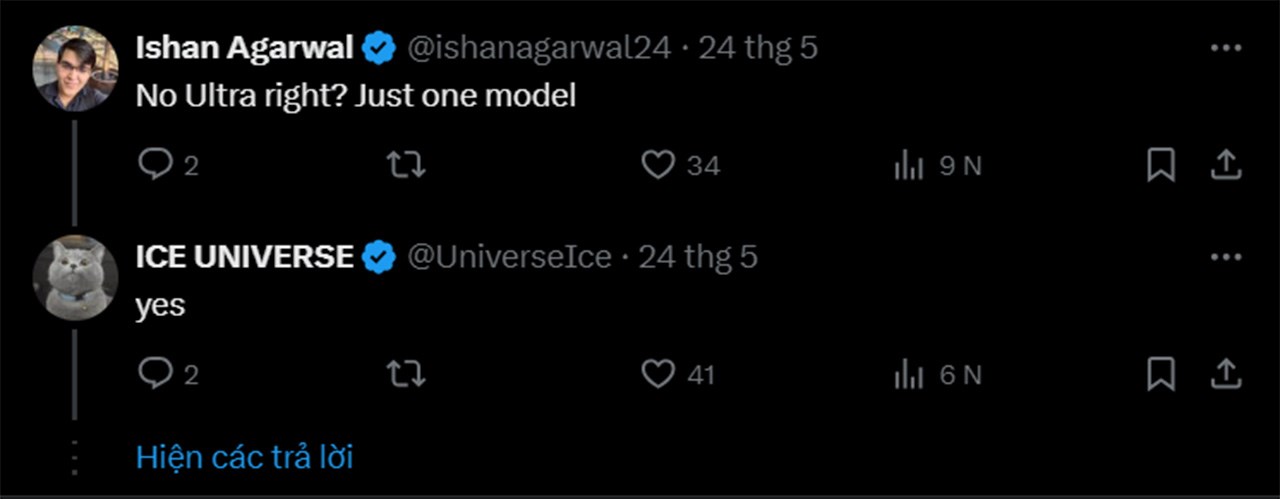 Ishan Agarwal @ishanagarwal24 · 24 thg 5
No Ultra right? Just one model
2 34 9 N
ICE UNIVERSE @UniverseIce · 24 thg 5
yes
2 41 6 N
Hiện các trả lời